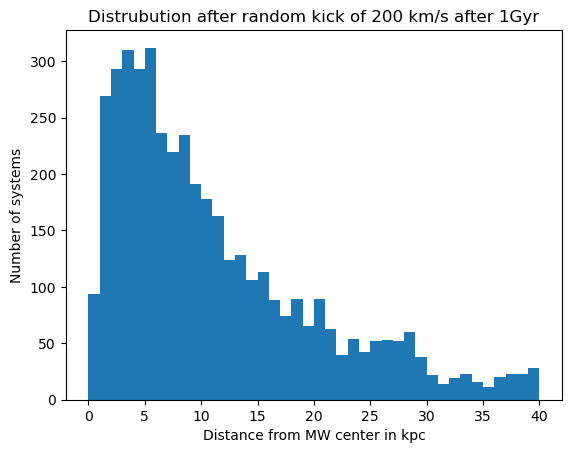 Distrubution after random kick of 200 km/s after 1Gyr
Number of systems
300
250
200
150
100
50
0
0 5 10 15 20 25 30 35 40
Distance from MW center in kpc